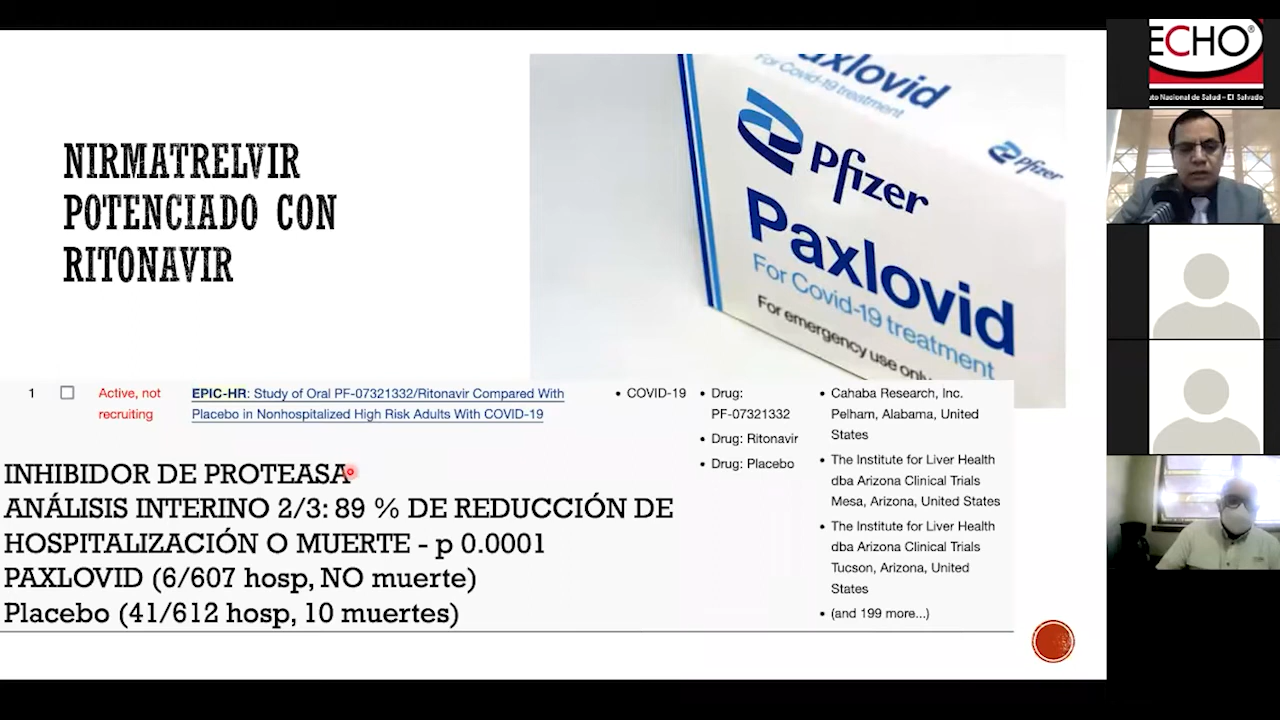 NIRMATRELVIR
POTENCIADO CON
RITONAVIR
axlovid
For Covid-19 treatment
Pfizer
Pfizer
Paxlovid
For Covid-19 treatment
For emergency use only
1
Active, not
recruiting
EPIC-HR: Study of Oral PF-07321332/Ritonavir Compared With
Placebo in Nonhospitalized High Risk Adults With COVID-19
• COVID-19
• Drug:
PF-07321332
• Drug: Ritonavir
• Drug: Placebo
• Cahaba Research, Inc.
Pelham, Alabama, United
States
• The Institute for Liver Health
dba Arizona Clinical Trials
Mesa, Arizona, United States
• The Institute for Liver Health
dba Arizona Clinical Trials
Tucson, Arizona, United
States
• (and 199 more...)
INHIBIDOR DE PROTEASA
ANÁLISIS INTERINO 2/3: 89 % DE REDUCCIÓN DE
HOSPITALIZACIÓN O MUERTE - p 0.0001
PAXLOVID (6/607 hosp, NO muerte)
Placebo (41/612 hosp, 10 muertes)
ECHO®
uto Nacional de Salud – El Salvado